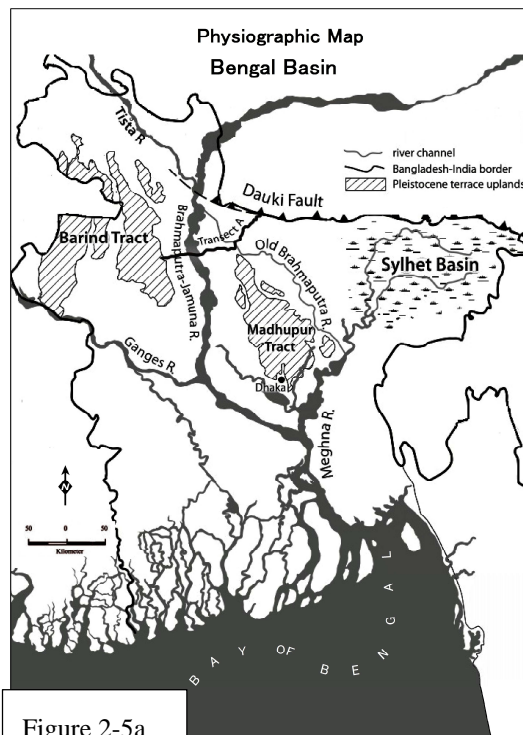 Physiographic Map
Bengal Basin
Tista R
river channel
Bangladesh-India border
Pleistocene terrace uplands
Dauki Fault
Brahmaputra-Jamuna R.
Transect A
Old Brahmaputra R.
Barind Tract
Sylhet Basin
Madhupur
Tract
Ganges R.
Dhaka
Meghna R.
N
50 0 50
Kilometer
BAY OF BENGAL
Figure 2-5a